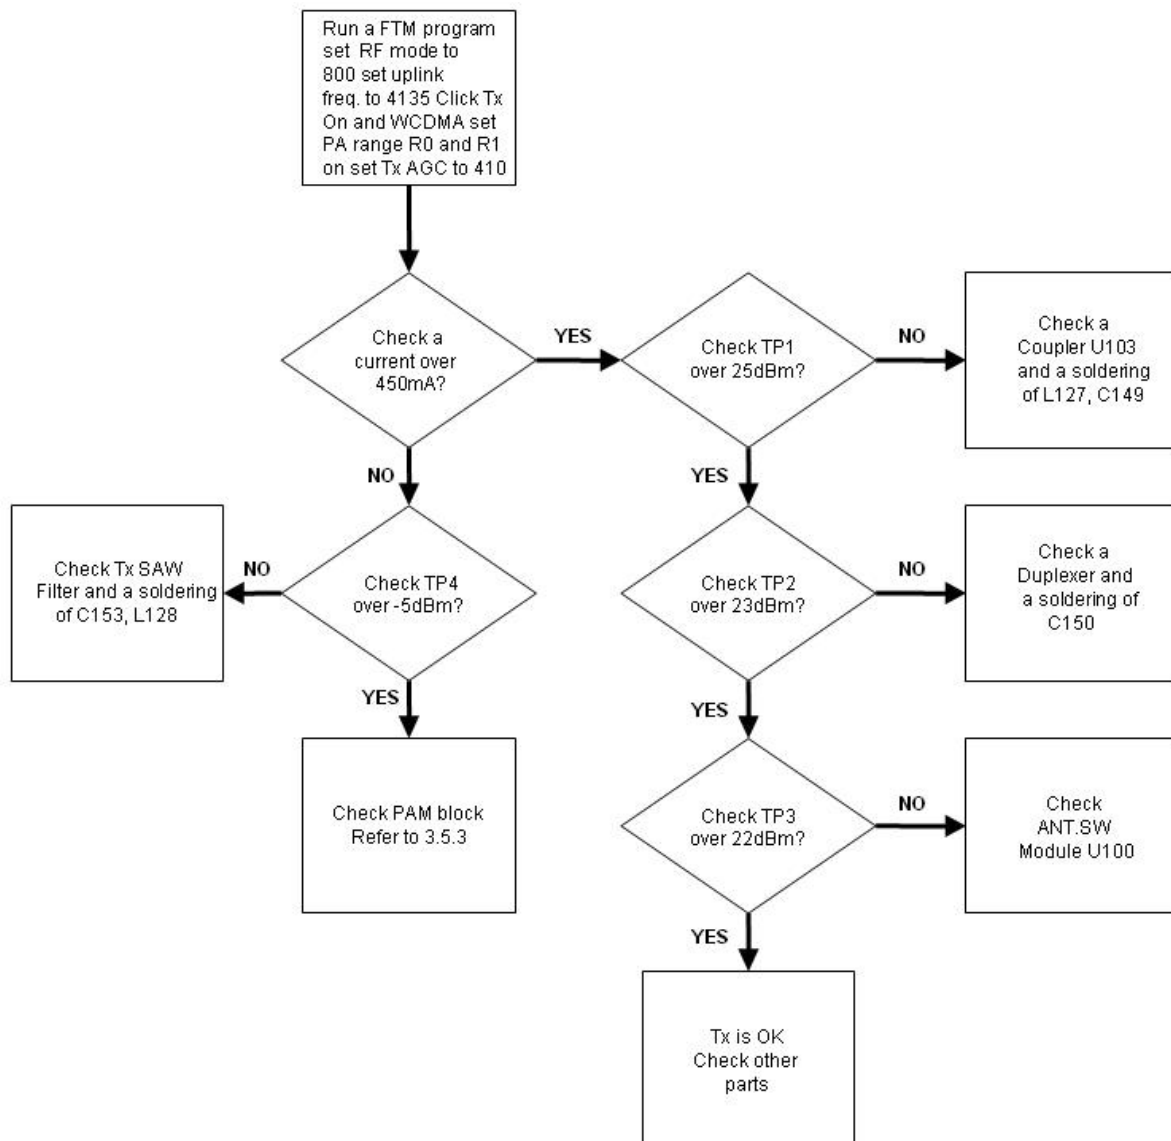 Run a FTM program
set RF mode to
800 set uplink
freq. to 4135 Click Tx
On and WCDMA set
PA range R0 and R1
on set Tx AGC to 410
Check a
current over
450mA?
YES
Check TP1
over 25dBm?
NO
Check a
Coupler U103
and a soldering
of L127, C149
NO
YES
Check Tx SAW
Filter and a soldering
of C153, L128
NO
Check TP4
over -5dBm?
Check TP2
over 23dBm?
NO
Check a
Duplexer and
a soldering of
C150
YES
YES
Check PAM block
Refer to 3.5.3
Check TP3
over 22dBm?
NO
Check
ANT.SW
Module U100
YES
Tx is OK
Check other
parts